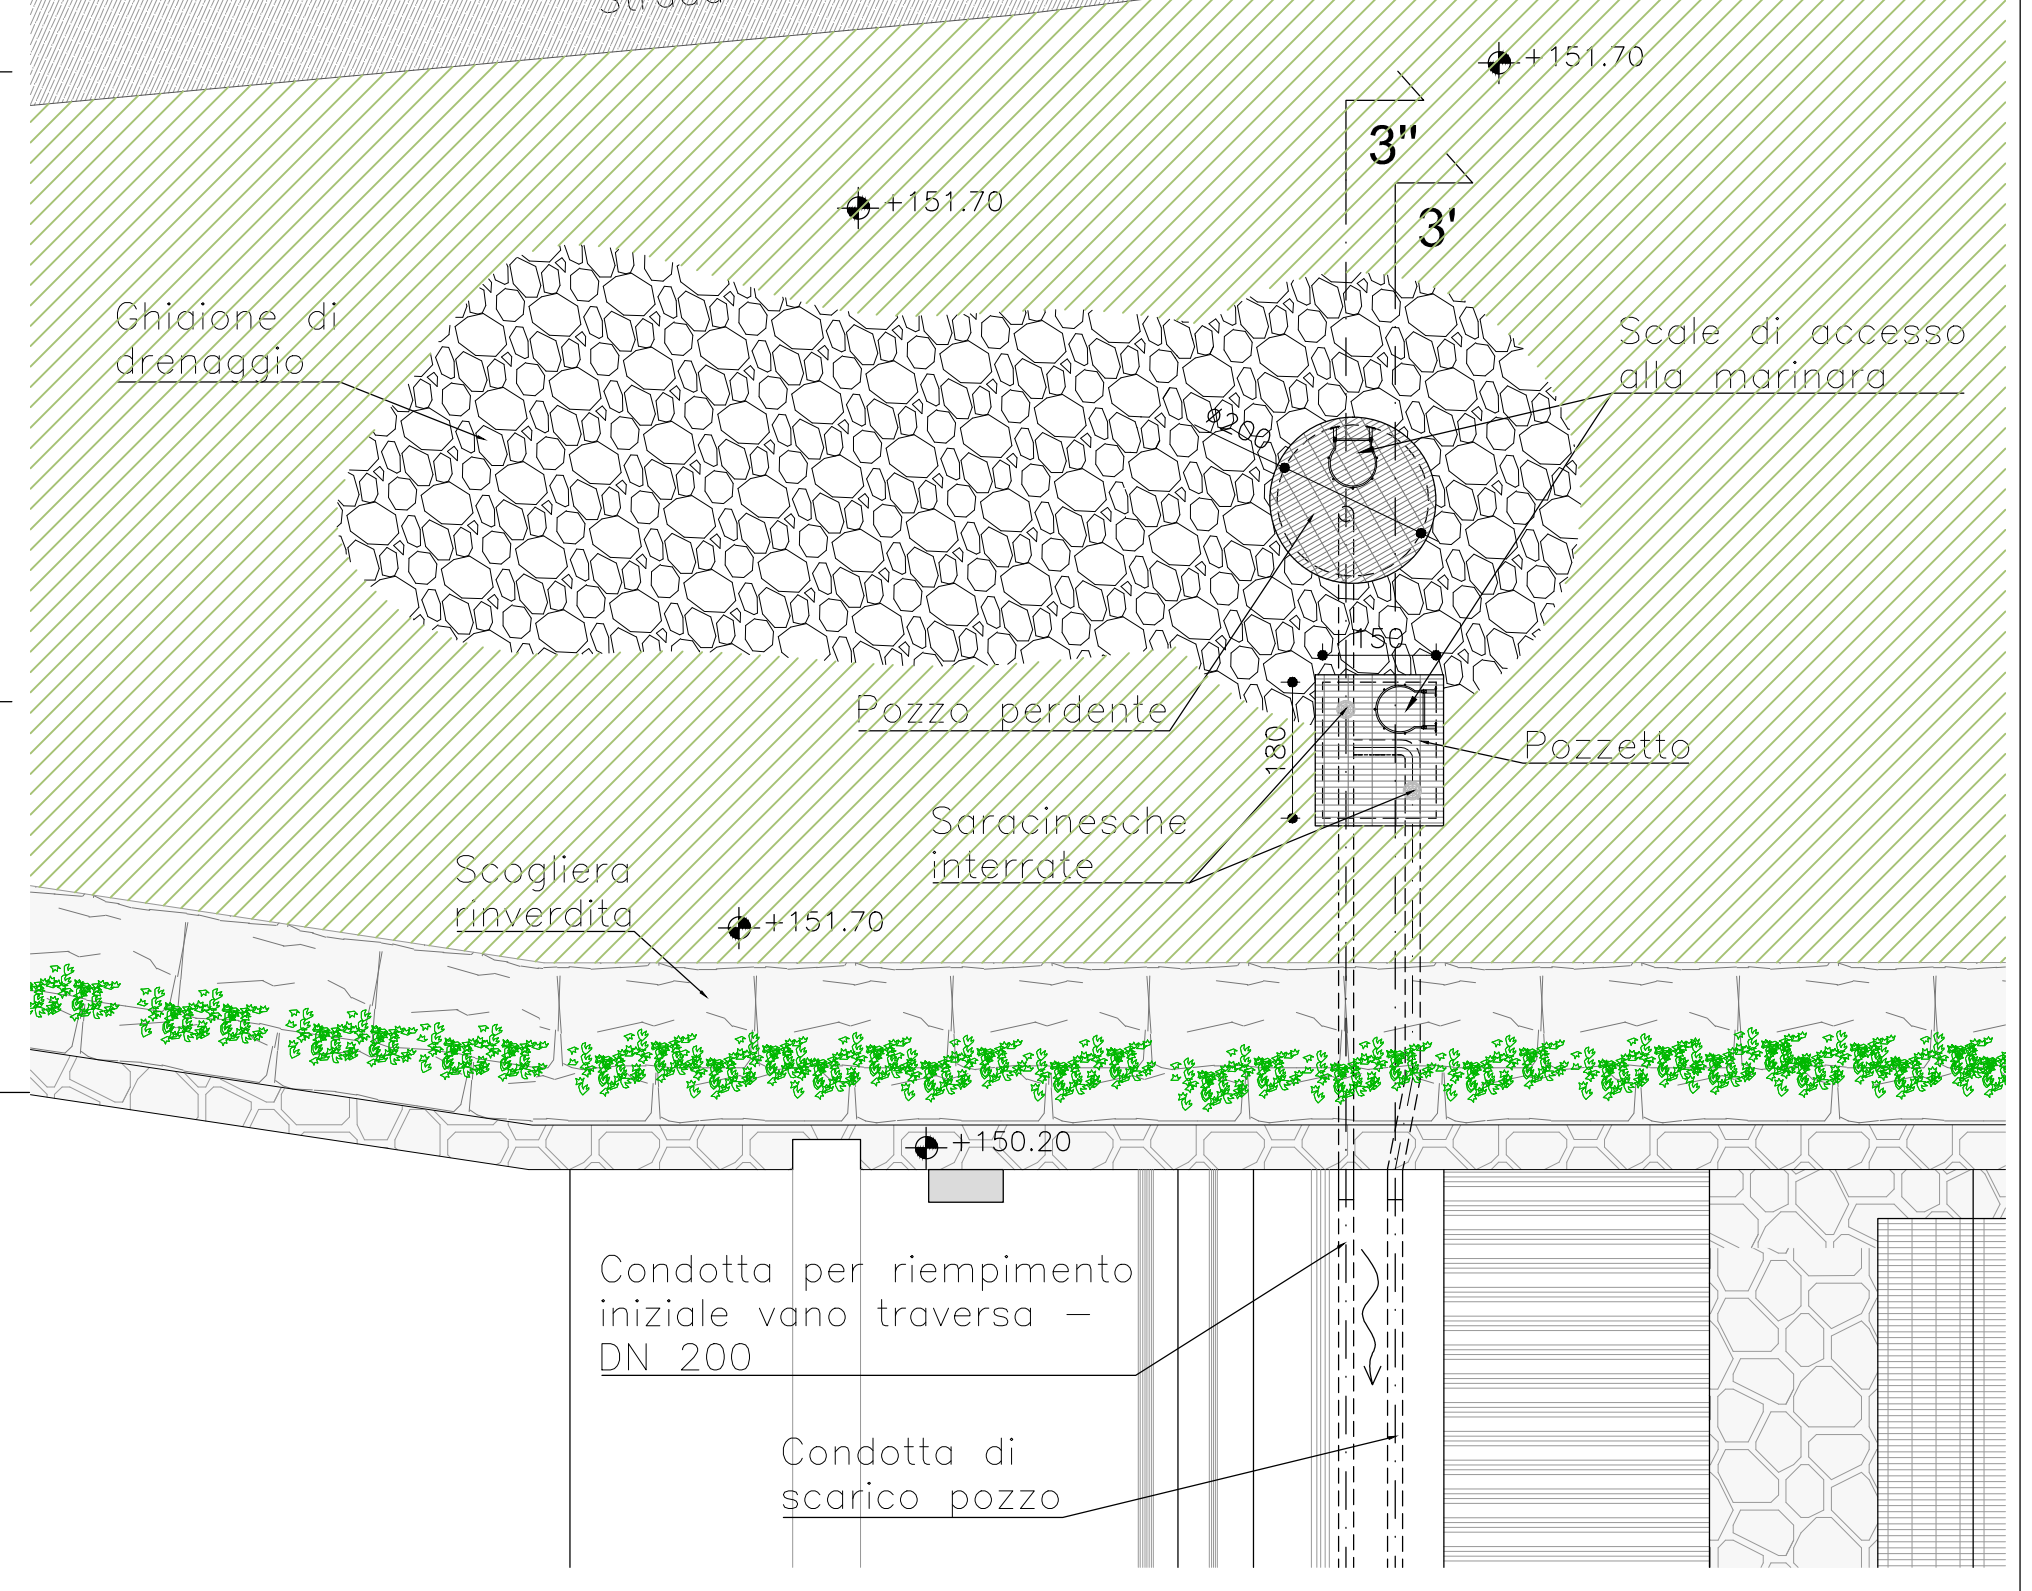 Strada
+151.70
3"
+151.70
3'
Ghiaione di
drenaggio
Scale di accesso
alla marinara
ø200
150
Pozzo perdente
180
Pozzetto
Saracinesche
interrate
Scogliera
rinverdita
+151.70
+150.20
Condotta per riempimento
iniziale vano traversa –
DN 200
Condotta di
scarico pozzo